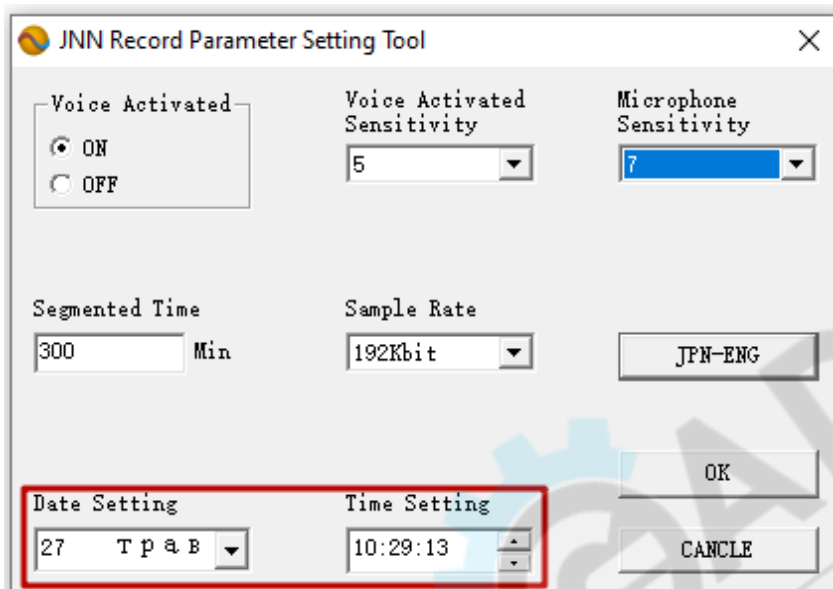 JNN Record Parameter Setting Tool
Voice Activated
ON
OFF
Voice Activated
Sensitivity
5
Microphone
Sensitivity
7
Segmented Time
300 Min
Sample Rate
192Kbit
JPN-ENG
OK
Date Setting
27 трав
Time Setting
10:29:13
CANCLE